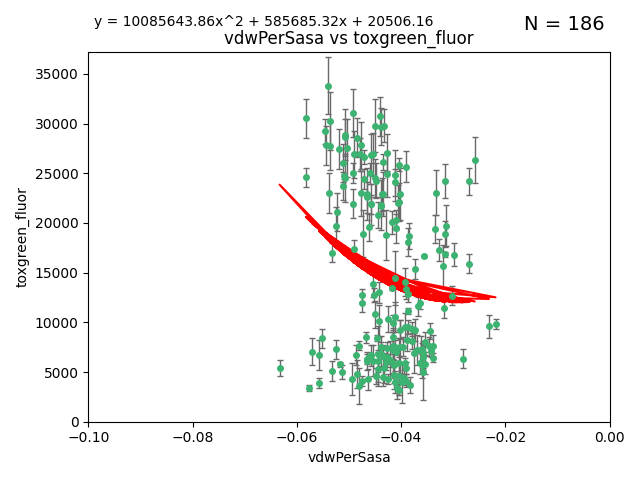 y = 10085643.86x^2 + 585685.32x + 20506.16
N = 186
vdwPerSasa vs toxgreen_fluor
35000
30000
25000
20000
15000
10000
5000
0
toxgreen_fluor
−0.10 −0.08 −0.06 −0.04 −0.02 0.00
vdwPerSasa